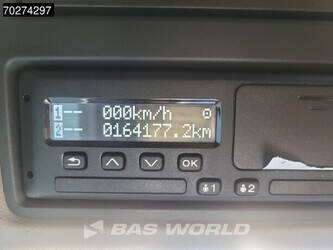 70274297
1-- 000km/h
2-- 0164177.2km
OK
1 2
BAS WORLD